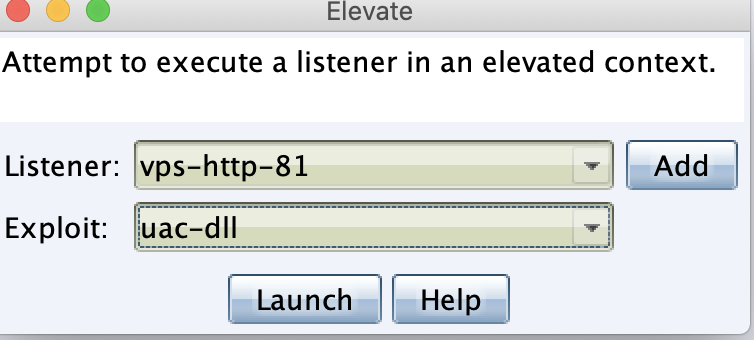 Elevate
Attempt to execute a listener in an elevated context.
Listener: vps-http-81 Add
Exploit: uac-dll
Launch Help